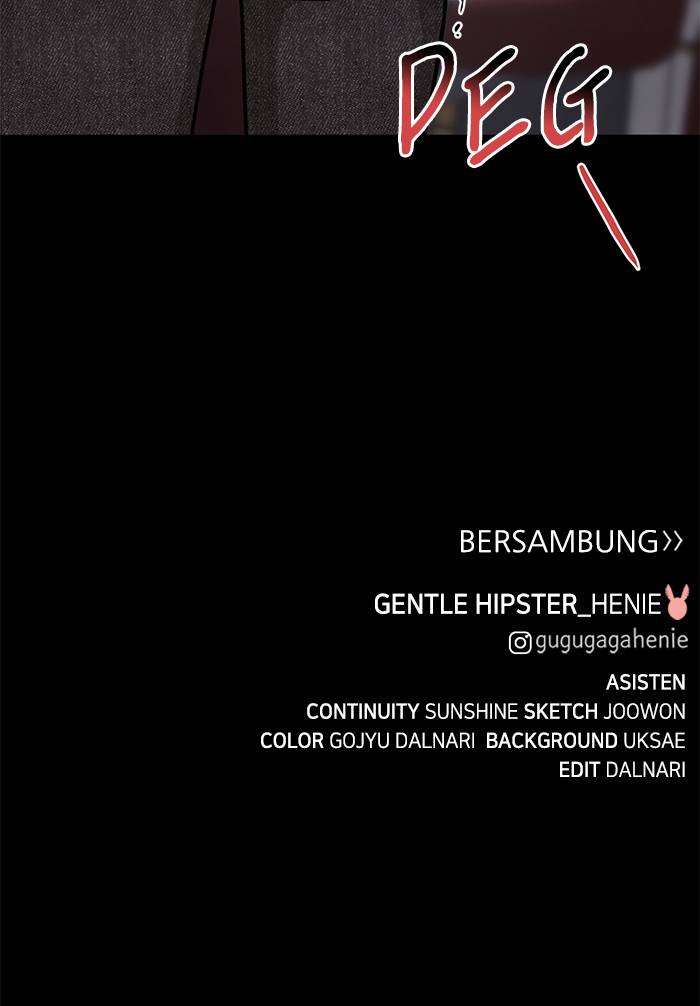 DEG
BERSAMBUNG>>
GENTLE HIPSTER_HENIE
gugugagahenie
ASISTEN
CONTINUITY SUNSHINE SKETCH JOOWON
COLOR GOJYU DALNARI BACKGROUND UKSAE
EDIT DALNARI